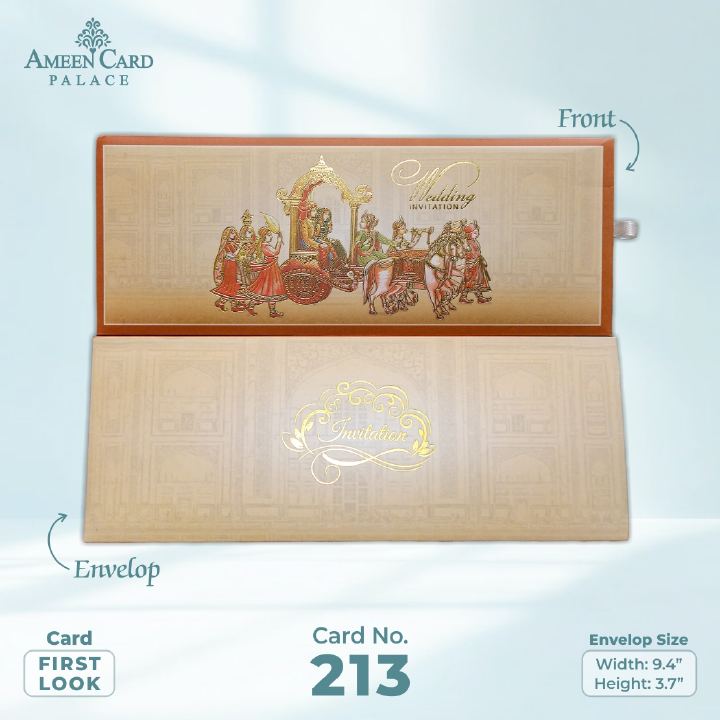 AMEEN CARD
PALACE
Front
Wedding
INVITATION
Invitation
Envelop
Card
FIRST
LOOK
Card No.
213
Envelop Size
Width: 9.4”
Height: 3.7”